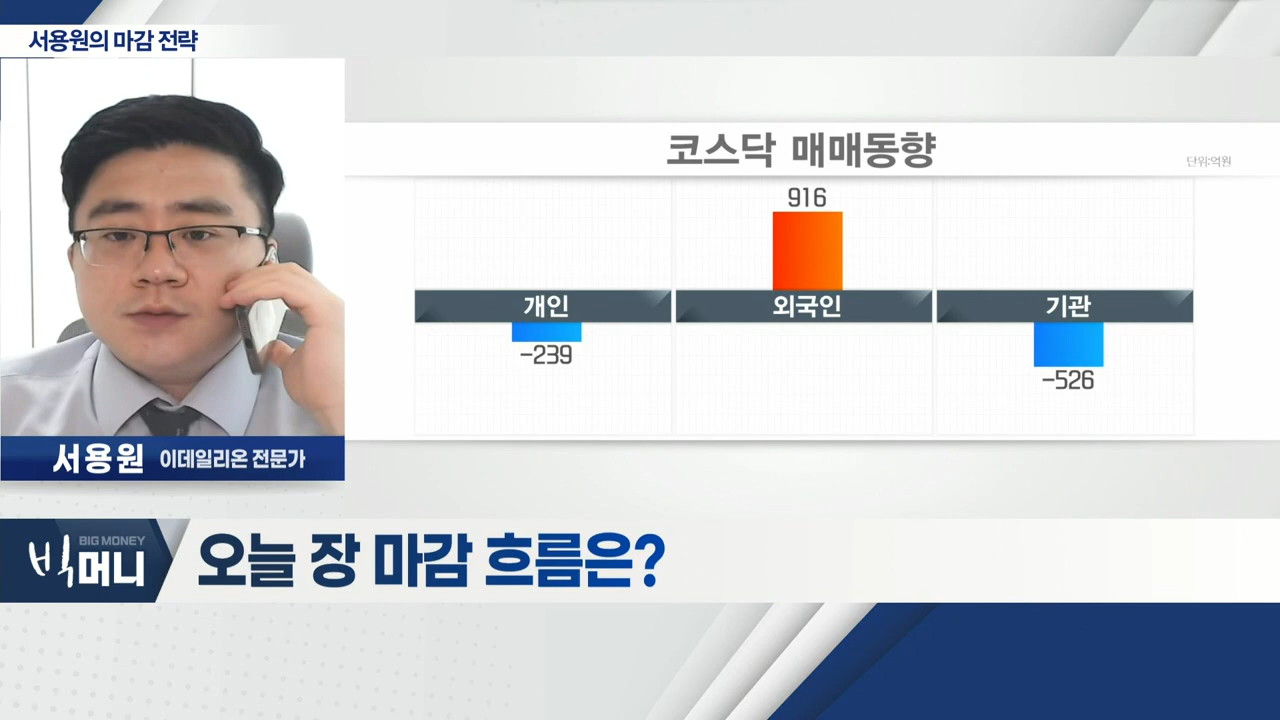 서용원의 마감 전략
코스닥 매매동향
단위:억원
916
개인
외국인
기관
-239
-526
서용원 이데일리온 전문가
BIG MONEY
빅머니
오늘 장 마감 흐름은?